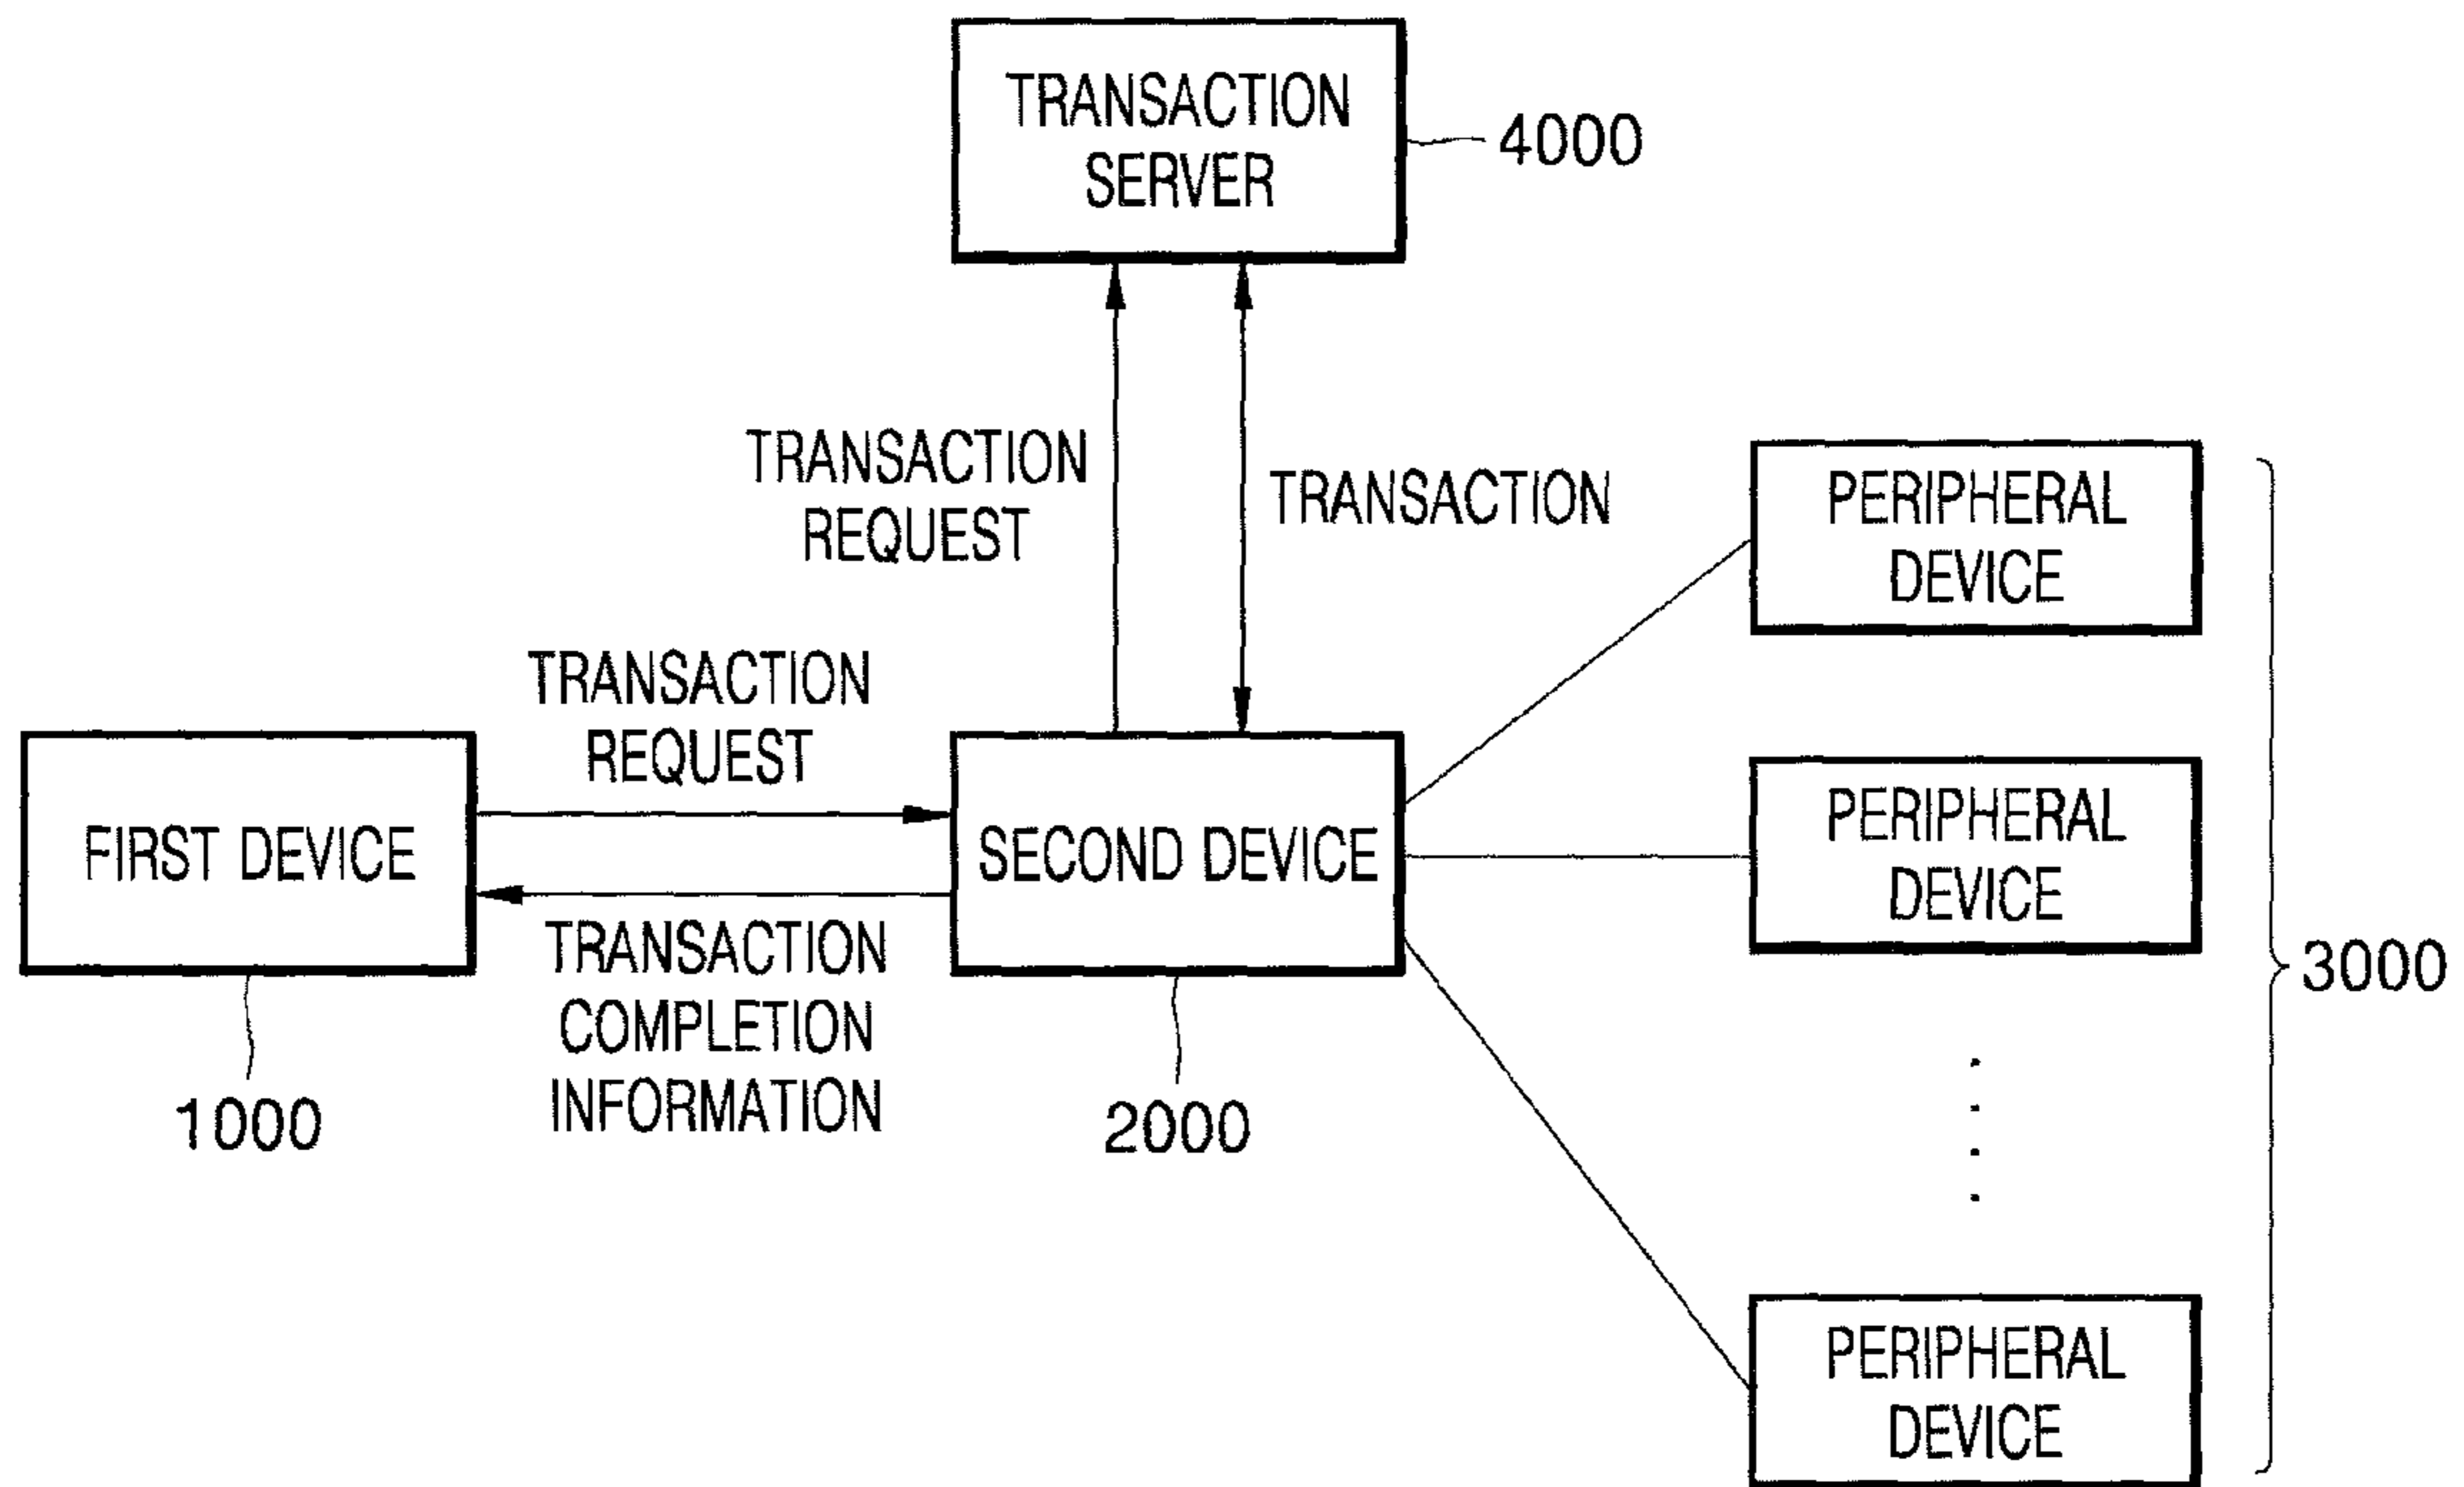 TRANSACTION
SERVER
4000
TRANSACTION
REQUEST
TRANSACTION
PERIPHERAL
DEVICE
TRANSACTION
REQUEST
FIRST DEVICE
SECOND DEVICE
PERIPHERAL
DEVICE
TRANSACTION
COMPLETION
INFORMATION
3000
1000
2000
PERIPHERAL
DEVICE